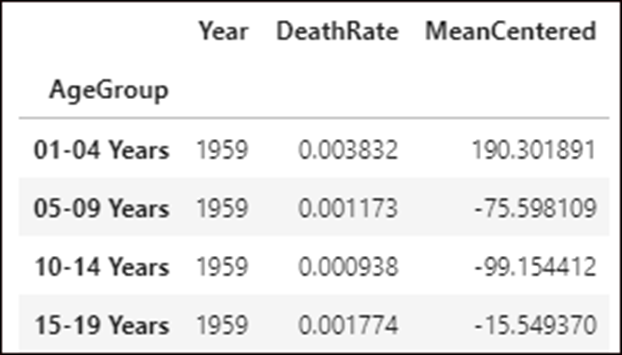 Year DeathRate MeanCentered
AgeGroup
01-04 Years 1959 0.003832 190.301891
05-09 Years 1959 0.001173 -75.598109
10-14 Years 1959 0.000938 -99.154412
15-19 Years 1959 0.001774 -15.549370